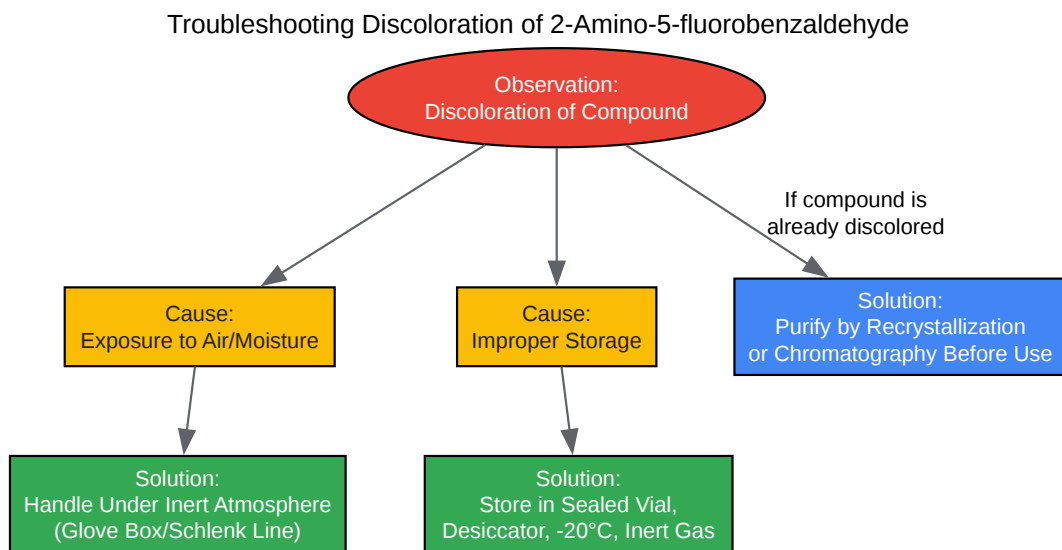 Troubleshooting Discoloration of 2-Amino-5-fluorobenzaldehyde
Observation:
Discoloration of Compound
If compound is
already discolored
Cause:
Exposure to Air/Moisture
Cause:
Improper Storage
Solution:
Purify by Recrystallization
or Chromatography Before Use
Solution:
Handle Under Inert Atmosphere
(Glove Box/Schlenk Line)
Solution:
Store in Sealed Vial,
Desiccator, -20°C, Inert Gas